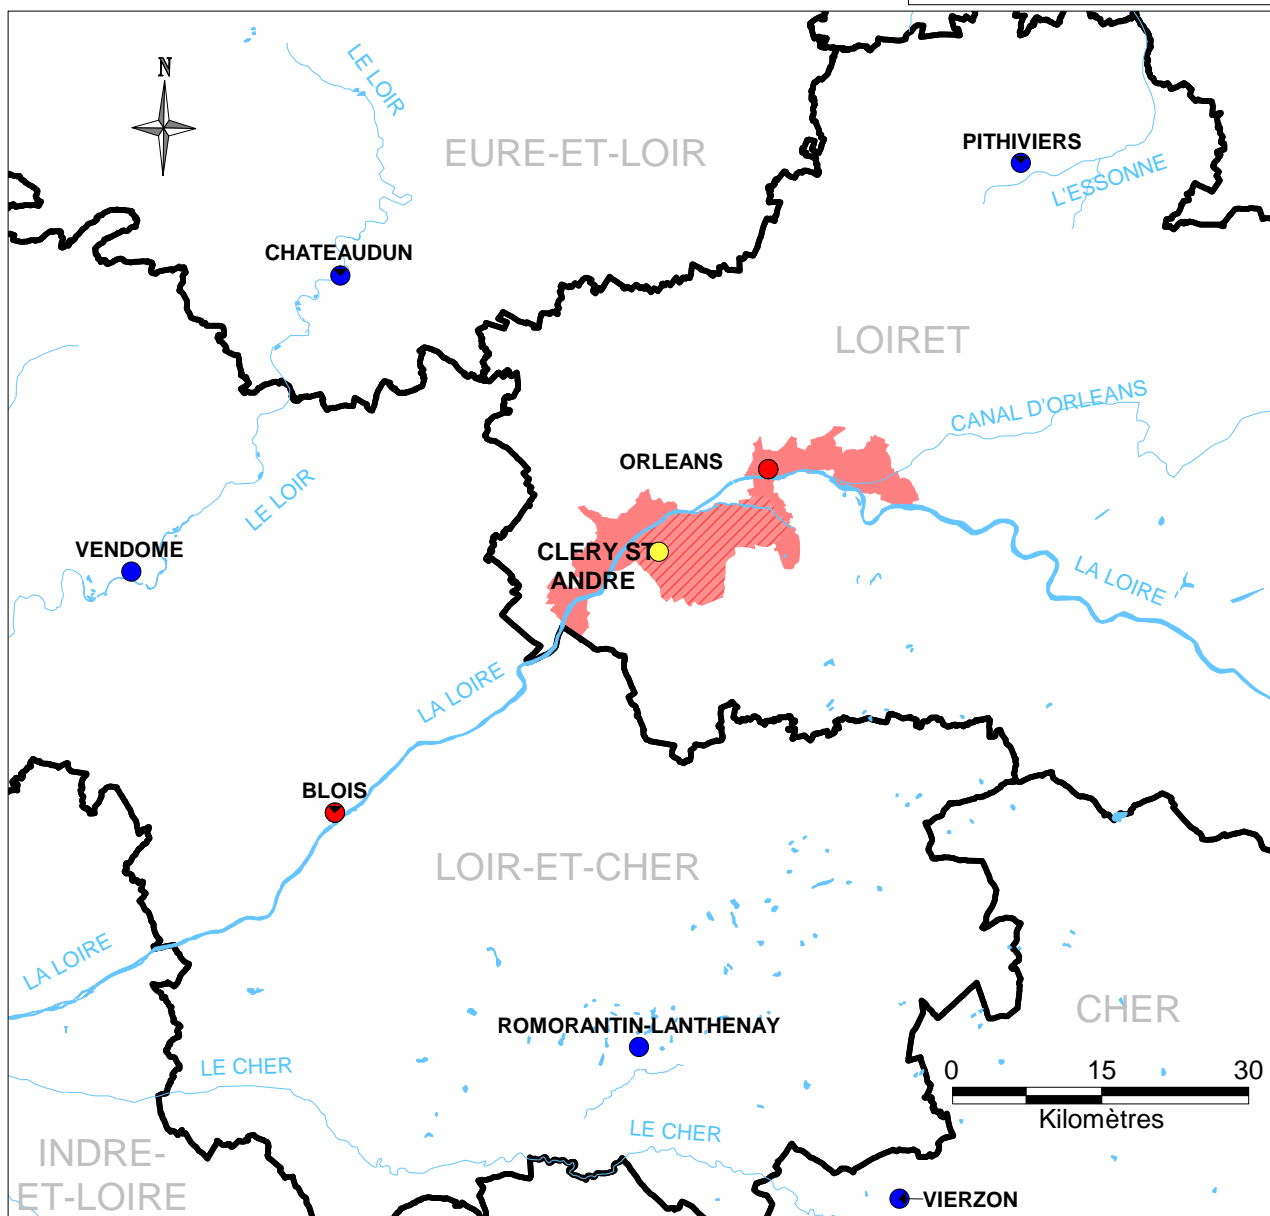 N
LE LOIR
EURE-ET-LOIR
PITHIVIERS
L'ESSONNE
CHATEAUDUN
LOIRET
CANAL D'ORLEANS
ORLEANS
LE LOIR
VENDOME
CLERY ST
ANDRE
LA LOIRE
LA LOIRE
BLOIS
LOIR-ET-CHER
LA LOIRE
CHER
ROMORANTIN-LANTHENAY
LE CHER
0 15 30
Kilomètres
LE CHER
INDRE-
ET-LOIRE
VIERZON